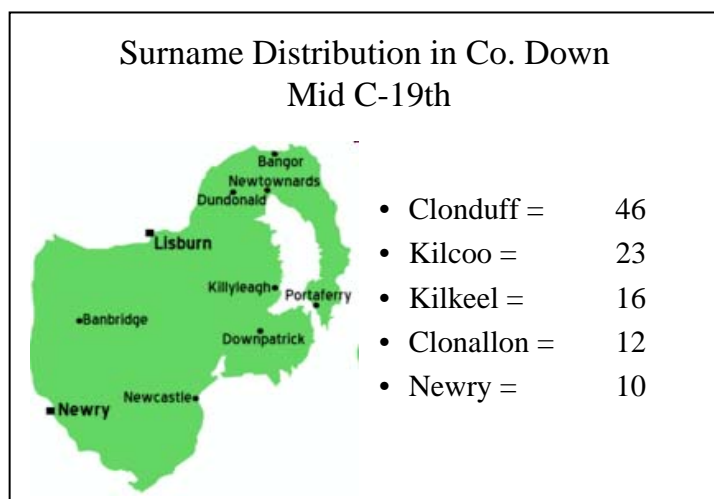 Surname Distribution in Co. Down
Mid C-19th
Bangor
Newtownards
Dundonald
Lisburn
Killyleagh
Portaferry
Banbridge
Downpatrick
Newcastle
Newry
• Clonduff = 46
• Kilcoo = 23
• Kilkeel = 16
• Clonallon = 12
• Newry = 10